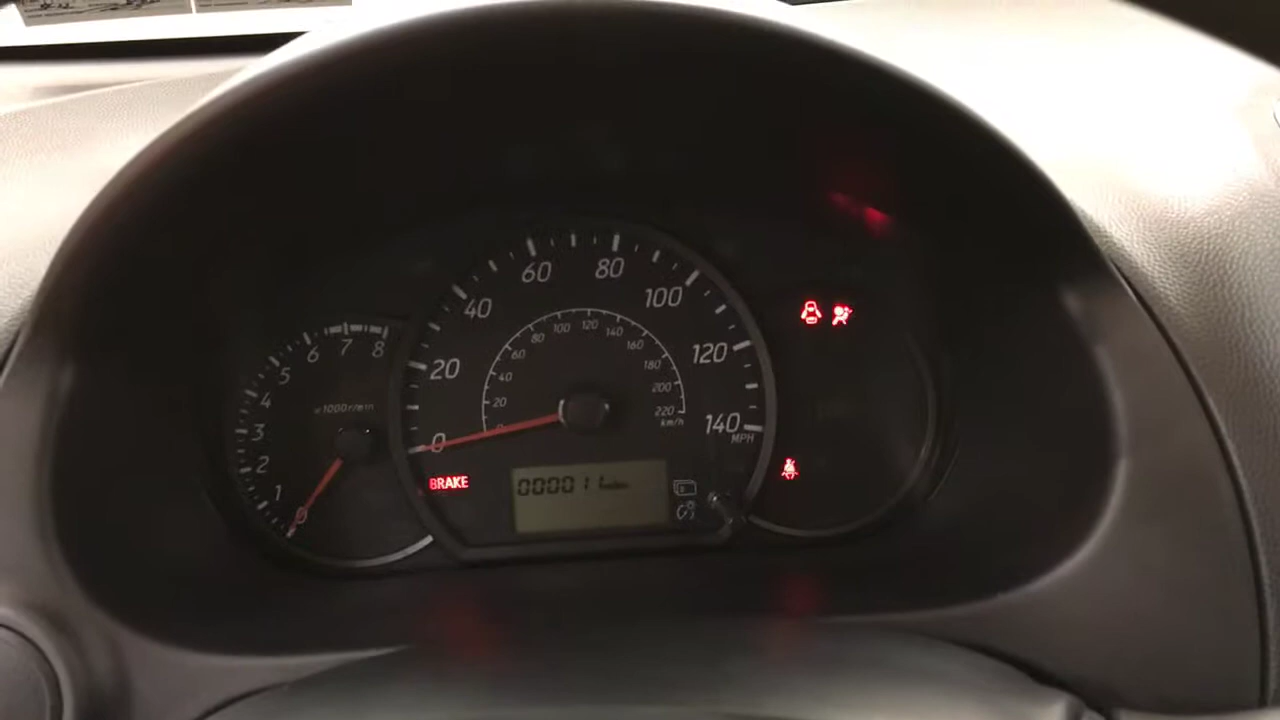 60 80
40 100
20 120
0 140
MPH
20 40 60 80 100 120 140 160 180 200 220
km/h
0 1 2 3 4 5 6 7 8
x1000r/min
BRAKE
000011